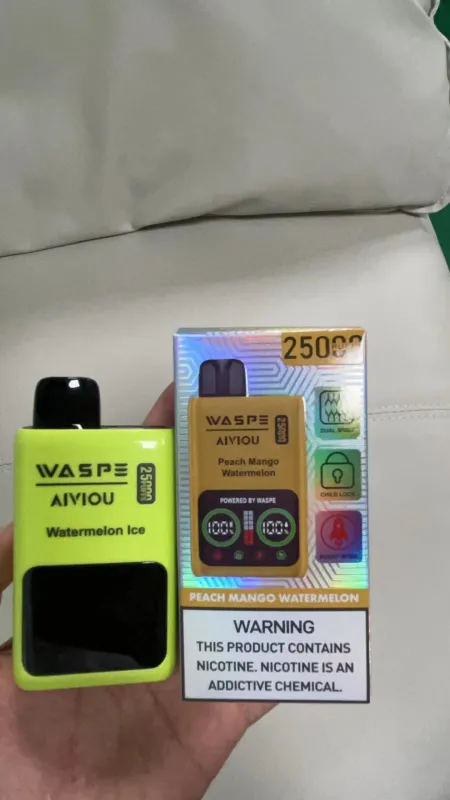 WASPE
25000
AIVIOU
Watermelon Ice
25000
WASPE
25000
AIVIOU
Peach Mango
Watermelon
POWERED BY WASPE
100%
100%
DUAL
CHILD LOCK
PEACH MANGO WATERMELON
WARNING
THIS PRODUCT CONTAINS
NICOTINE. NICOTINE IS AN
ADDICTIVE CHEMICAL.